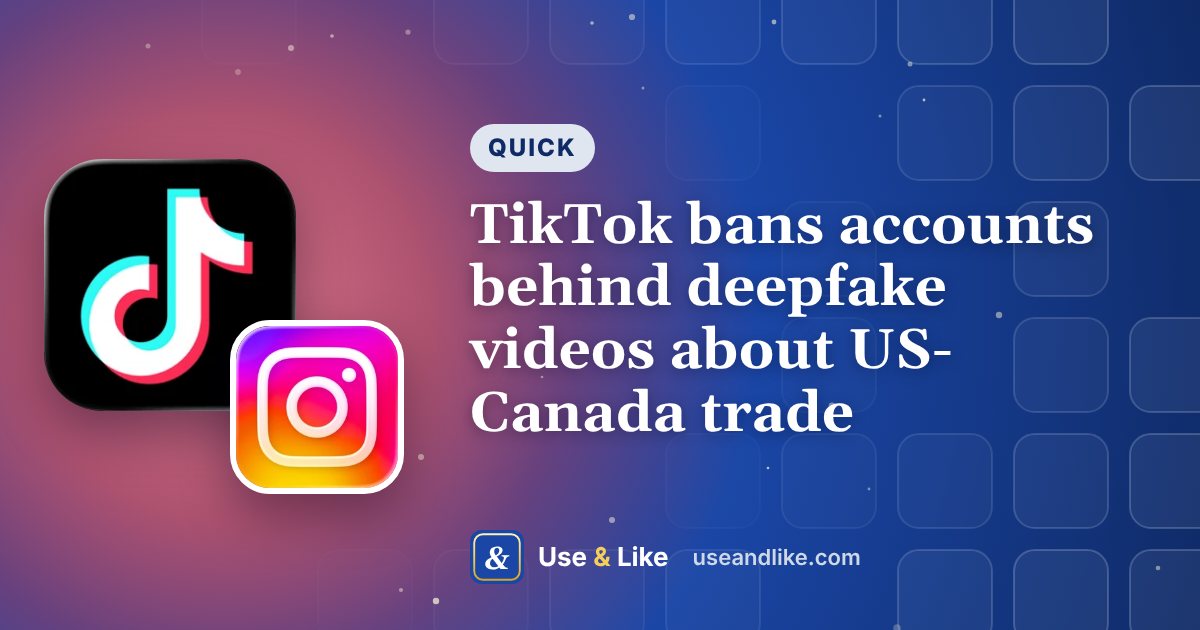 QUICK
TikTok bans accounts
behind deepfake
videos about US-
Canada trade
& Use & Like useandlike.com